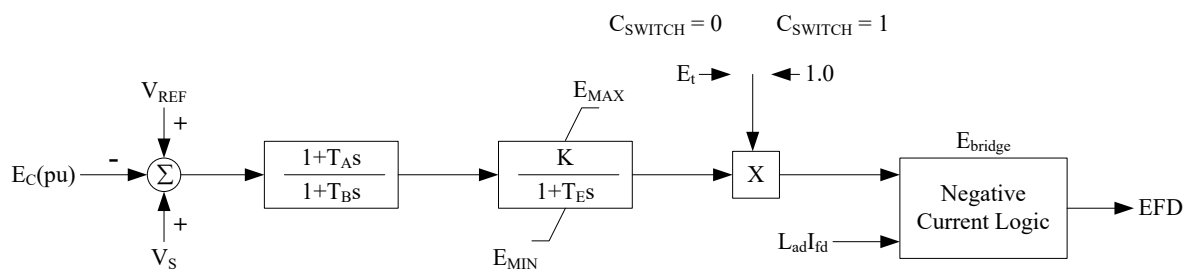 C_SWITCH = 0
C_SWITCH = 1
E_t
1.0
V_REF
+
E_MAX
E_C(pu)
-
Σ
1+T_As
1+T_Bs
K
1+T_Es
X
E_bridge
Negative
Current Logic
EFD
+
V_S
E_MIN
L_adI_fd